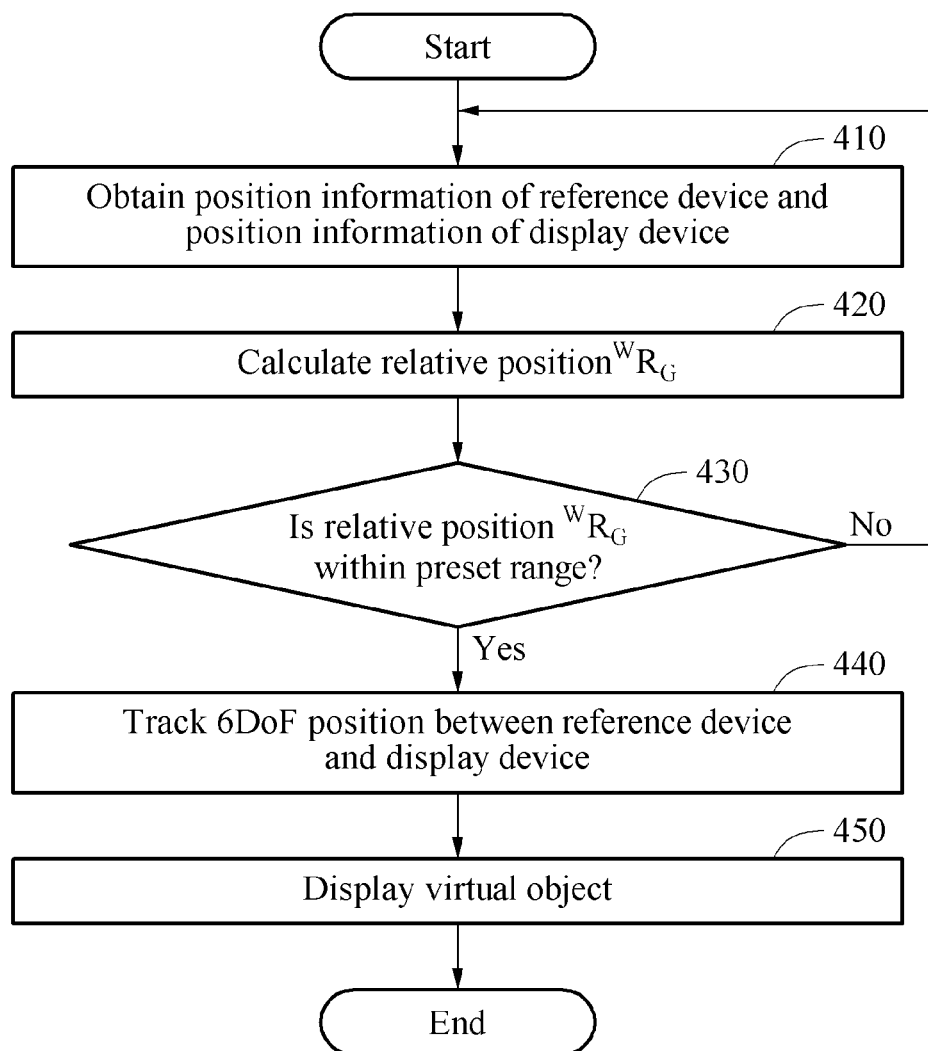 Start
410
Obtain position information of reference device and
position information of display device
420
Calculate relative position ᵂR_G
430
Is relative position ᵂR_G
within preset range?
No
Yes
440
Track 6DoF position between reference device
and display device
450
Display virtual object
End